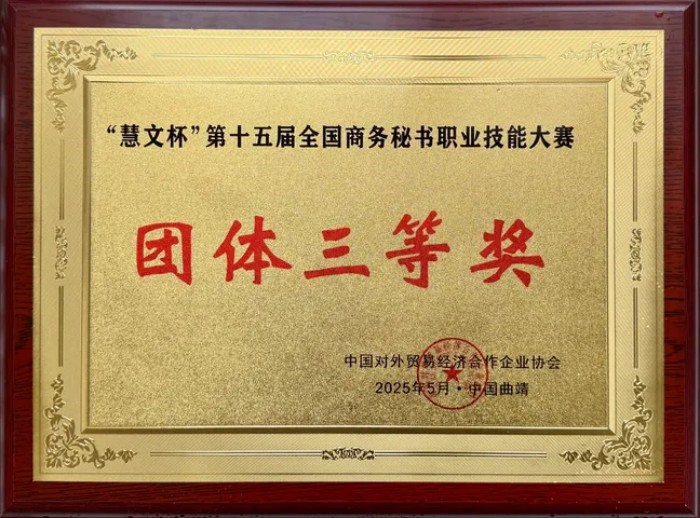 “慧文杯”第十五届全国商务秘书职业技能大赛
团体三等奖
中国对外贸易经济合作企业协会
2025年5月·中国曲靖